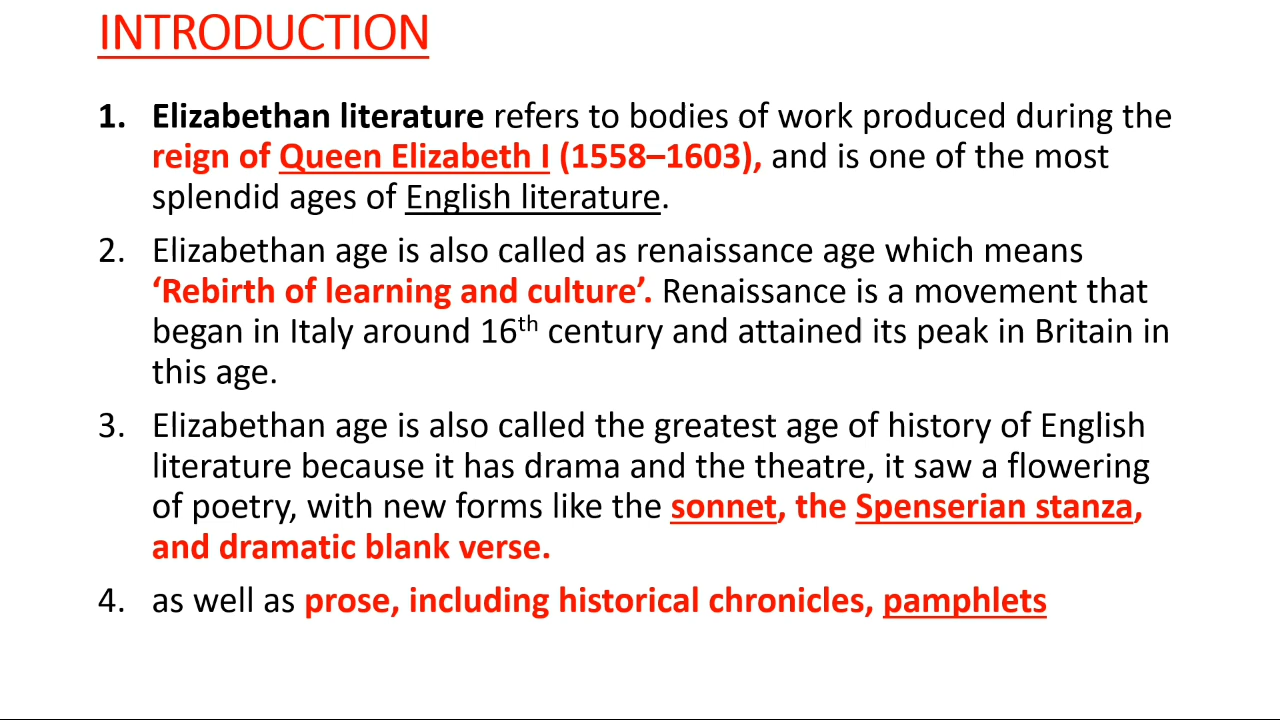 INTRODUCTION
1. Elizabethan literature refers to bodies of work produced during the
reign of Queen Elizabeth I (1558–1603), and is one of the most
splendid ages of English literature.
2. Elizabethan age is also called as renaissance age which means
‘Rebirth of learning and culture’. Renaissance is a movement that
began in Italy around 16th century and attained its peak in Britain in
this age.
3. Elizabethan age is also called the greatest age of history of English
literature because it has drama and the theatre, it saw a flowering
of poetry, with new forms like the sonnet, the Spenserian stanza,
and dramatic blank verse.
4. as well as prose, including historical chronicles, pamphlets